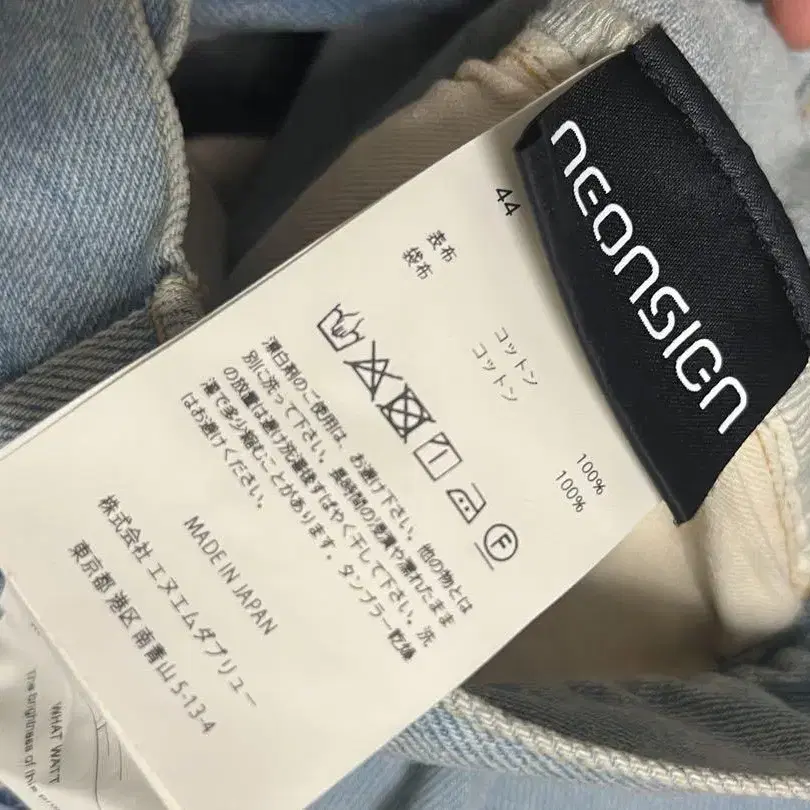 NEONSIGN
44
表布 コットン 100%
袋布 コットン 100%
F
漂白剤のご使用は、お避け下さい。他の物とは
別に洗って下さい。長時間の浸漬や濡れたまま
の放置は避け洗濯後すばやく干して下さい。洗
濯で多少縮むことがあります。タンブラー乾燥
はお避けください。
MADE IN JAPAN
株式会社 エヌエムダブリュー
東京都 港区 南青山 5-13-4
WHAT WATT
The brightness of this